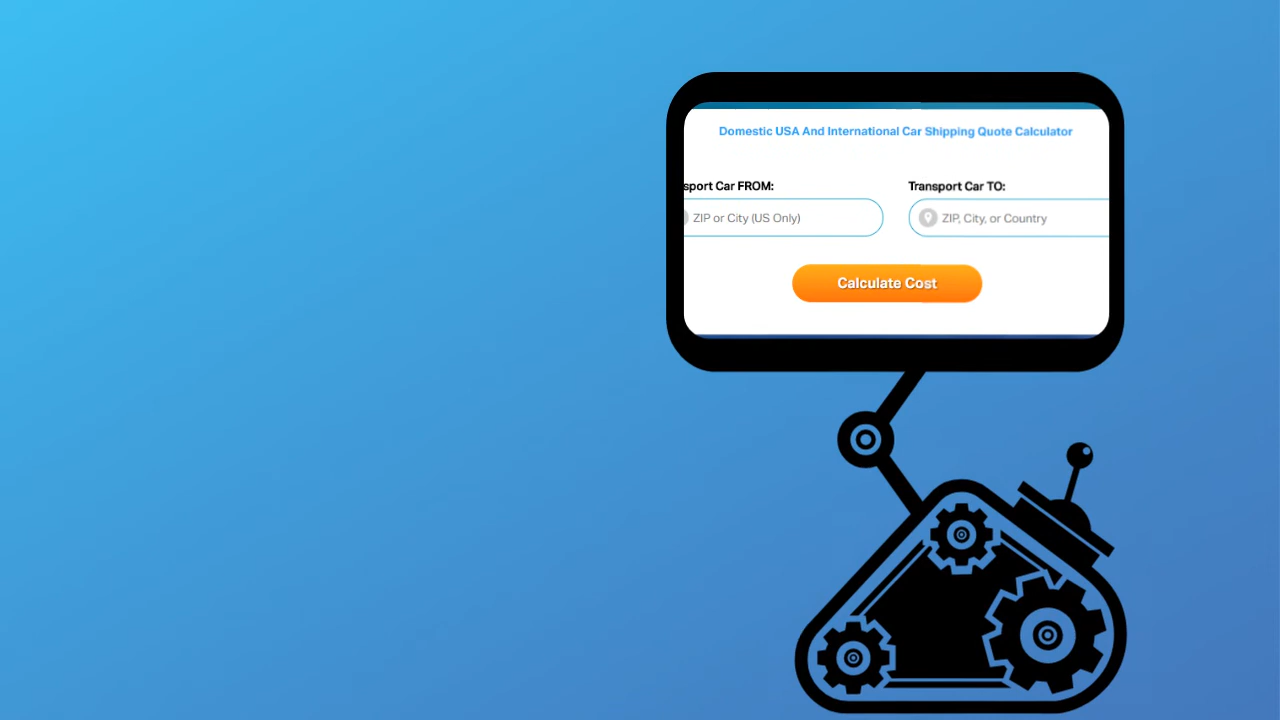 Domestic USA And International Car Shipping Quote Calculator
sport Car FROM:
Transport Car TO:
ZIP or City (US Only)
ZIP, City, or Country
Calculate Cost